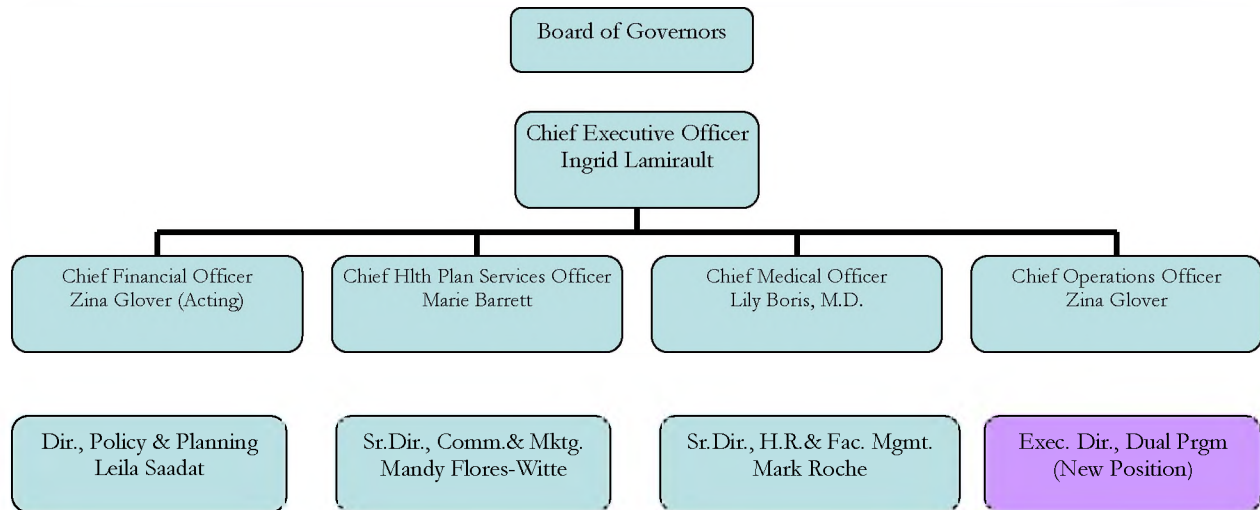 Board of Governors
Chief Executive Officer
Ingrid Lamirault
Chief Financial Officer
Zina Glover (Acting)
Chief Hlth Plan Services Officer
Marie Barrett
Chief Medical Officer
Lily Boris, M.D.
Chief Operations Officer
Zina Glover
Dir., Policy & Planning
Leila Saadat
Sr.Dir., Comm.& Mktg.
Mandy Flores-Witte
Sr.Dir., H.R.& Fac. Mgmt.
Mark Roche
Exec. Dir., Dual Prgm
(New Position)